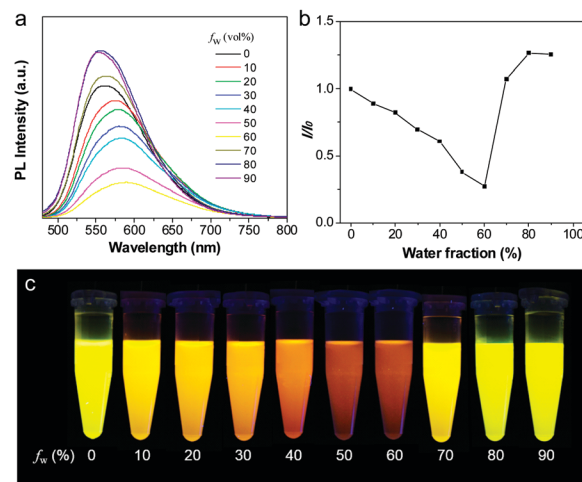 a
f_w (vol%)
0
10
20
30
40
50
60
70
80
90
PL Intensity (a.u.)
500 550 600 650 700 750 800
Wavelength (nm)
b
I/I₀
1.5
1.0
0.5
0.0
0 20 40 60 80 100
Water fraction (%)
c
f_w (%) 0 10 20 30 40 50 60 70 80 90